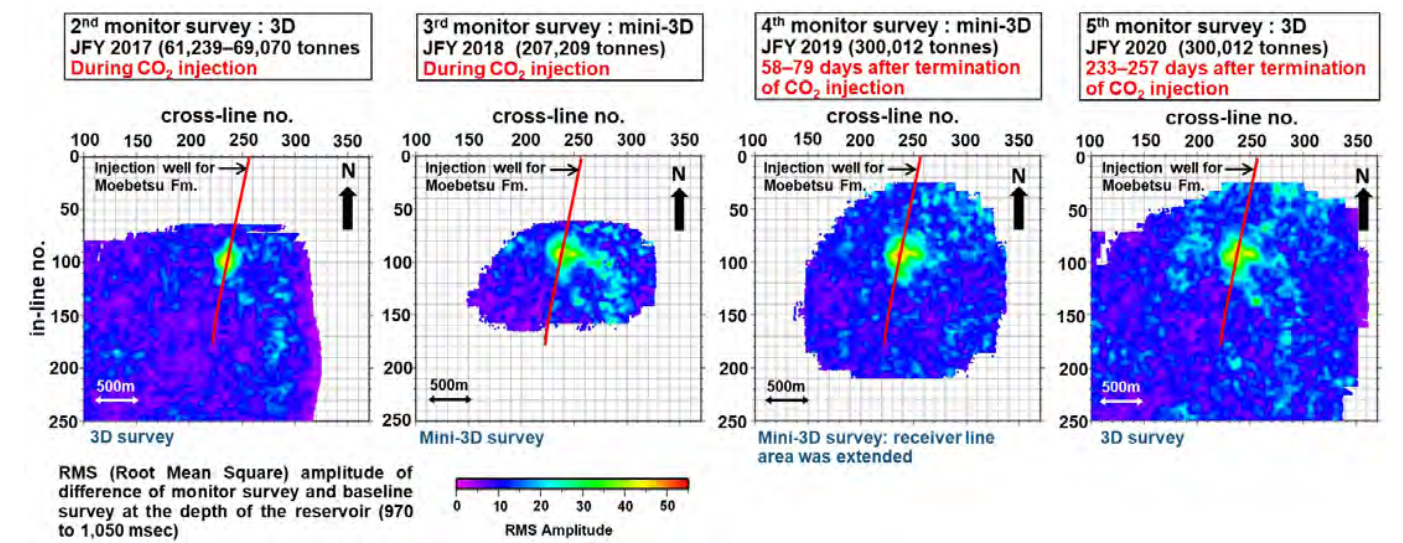 2nd monitor survey : 3D
JFY 2017 (61,239–69,070 tonnes
During CO2 injection
3rd monitor survey : mini-3D
JFY 2018 (207,209 tonnes)
During CO2 injection
4th monitor survey : mini-3D
JFY 2019 (300,012 tonnes)
58–79 days after termination
of CO2 injection
5th monitor survey : 3D
JFY 2020 (300,012 tonnes)
233–257 days after termination
of CO2 injection
cross-line no.
100 150 200 250 300 350
in-line no.
0
50
100
150
200
250
Injection well for
Moebetsu Fm.
N
500m
3D survey
cross-line no.
100 150 200 250 300 350
0
50
100
150
200
250
Injection well for
Moebetsu Fm.
N
500m
Mini-3D survey
cross-line no.
100 150 200 250 300 350
0
50
100
150
200
250
Injection well for
Moebetsu Fm.
N
500m
Mini-3D survey: receiver line
area was extended
cross-line no.
100 150 200 250 300 350
0
50
100
150
200
250
Injection well for
Moebetsu Fm.
N
500m
3D survey
RMS (Root Mean Square) amplitude of
difference of monitor survey and baseline
survey at the depth of the reservoir (970
to 1,050 msec)
0 10 20 30 40 50
RMS Amplitude